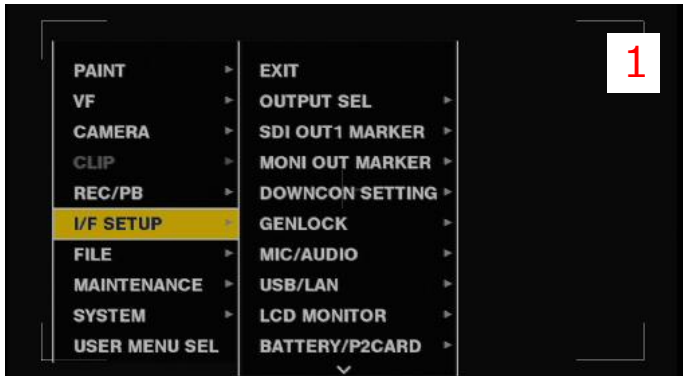 1
PAINT
VF
CAMERA
CLIP
REC/PB
I/F SETUP
FILE
MAINTENANCE
SYSTEM
USER MENU SEL
EXIT
OUTPUT SEL
SDI OUT1 MARKER
MONI OUT MARKER
DOWNCON SETTING
GENLOCK
MIC/AUDIO
USB/LAN
LCD MONITOR
BATTERY/P2CARD